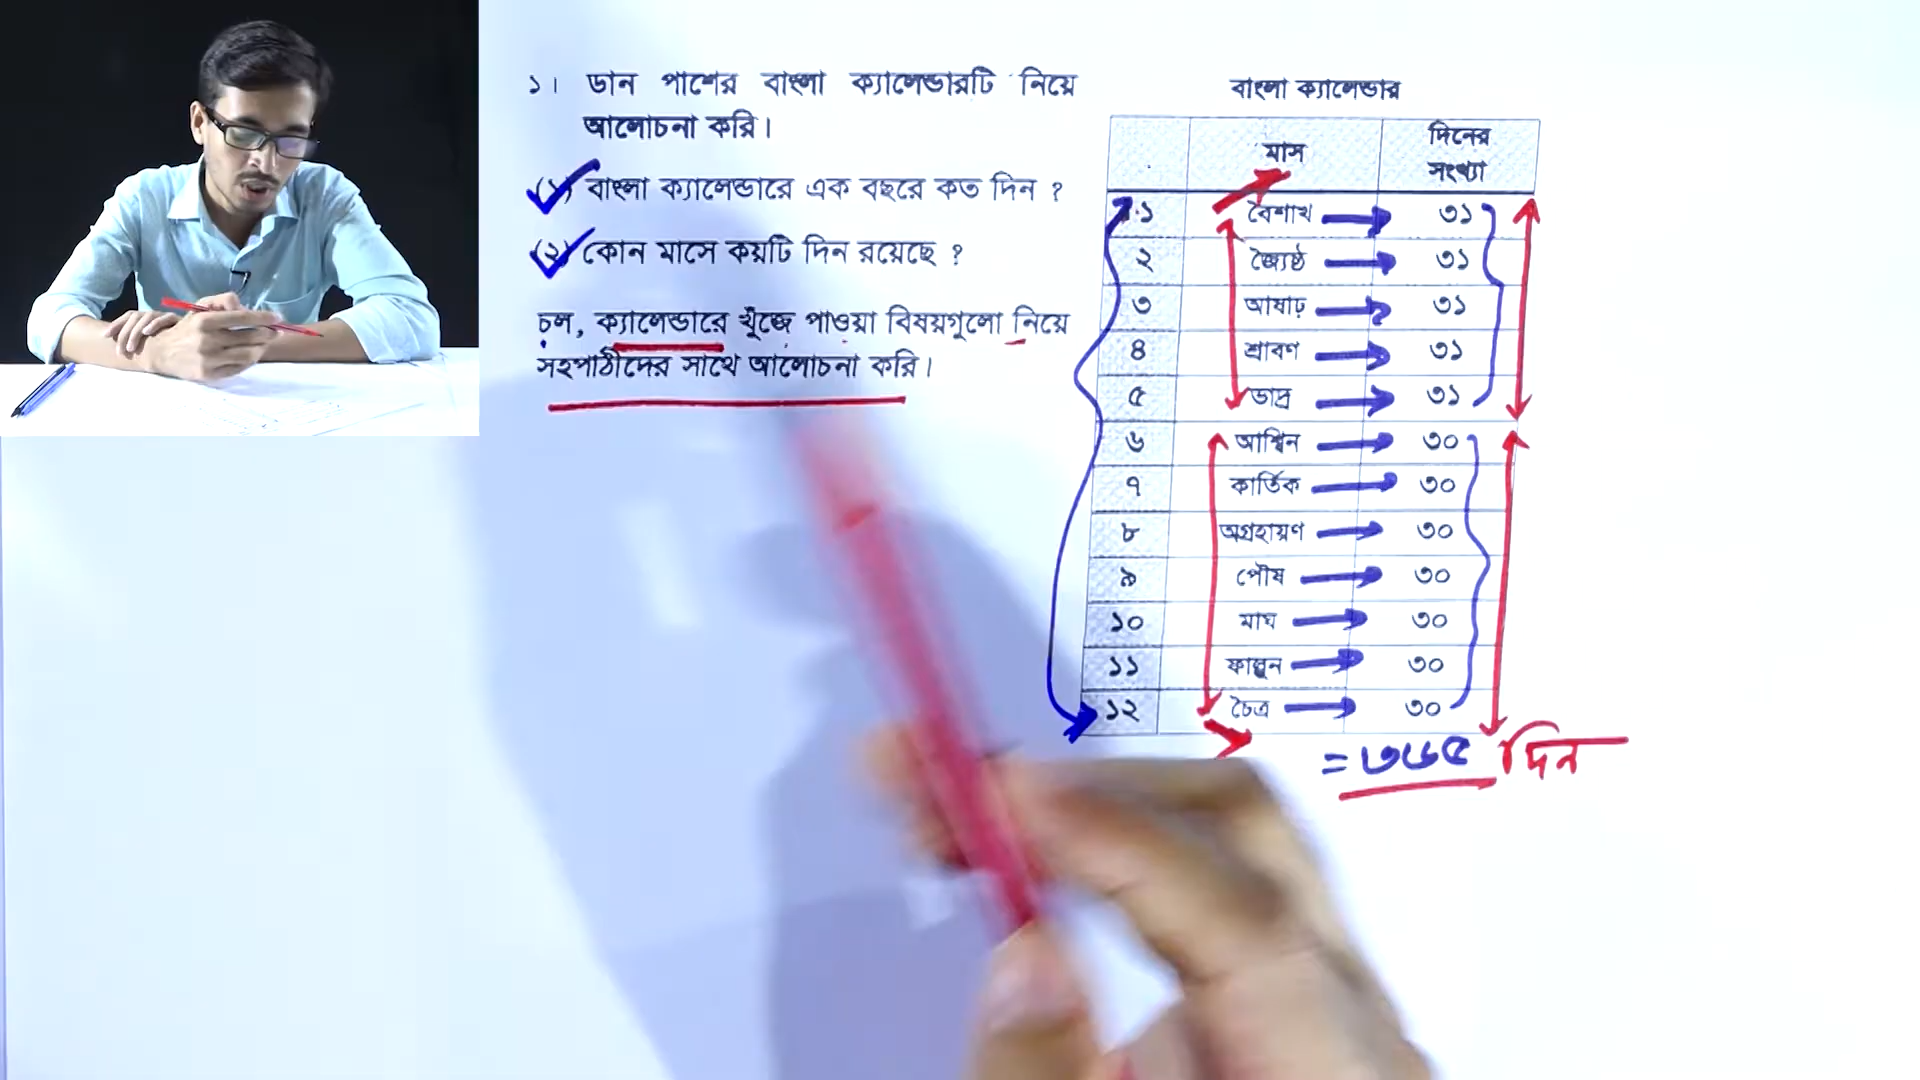 ১। ডান পাশের বাংলা ক্যালেন্ডারটি নিয়ে
আলোচনা করি।
(১) বাংলা ক্যালেন্ডারে এক বছরে কত দিন ?
(২) কোন মাসে কয়টি দিন রয়েছে ?
চল, ক্যালেন্ডারে খুঁজে পাওয়া বিষয়গুলো নিয়ে
সহপাঠীদের সাথে আলোচনা করি।
বাংলা ক্যালেন্ডার
মাস দিনের সংখ্যা
১ বৈশাখ ৩১
২ জ্যৈষ্ঠ ৩১
৩ আষাঢ় ৩১
৪ শ্রাবণ ৩১
৫ ভাদ্র ৩১
৬ আশ্বিন ৩০
৭ কার্তিক ৩০
৮ অগ্রহায়ণ ৩০
৯ পৌষ ৩০
১০ মাঘ ৩০
১১ ফাল্গুন ৩০
১২ চৈত্র ৩০
= ৩৬৫ দিন